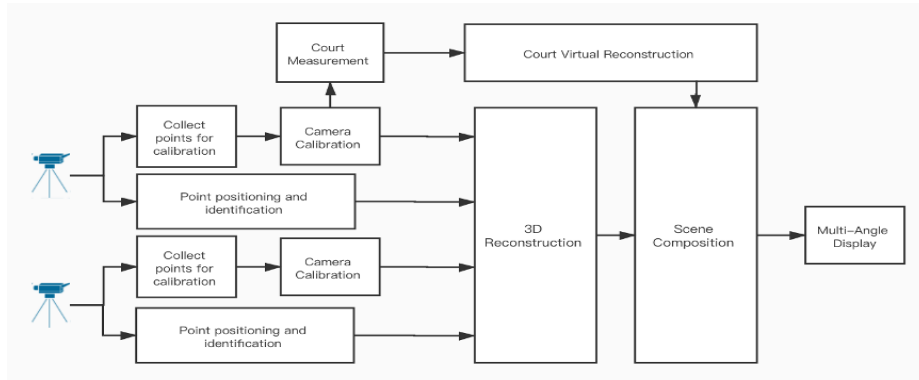 Court
Measurement
Court Virtual Reconstruction
Collect
points for
calibration
Camera
Calibration
Point positioning and
identification
3D
Reconstruction
Scene
Composition
Multi-Angle
Display
Collect
points for
calibration
Camera
Calibration
Point positioning and
identification